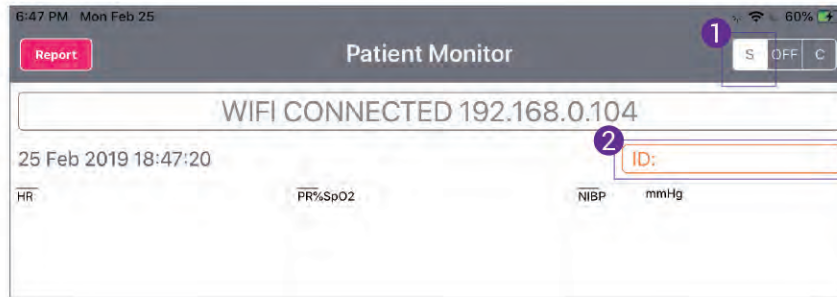 6:47 PM Mon Feb 25 60%
1
Report Patient Monitor S OFF C
WIFI CONNECTED 192.168.0.104
2
25 Feb 2019 18:47:20 ID:
HR PR%SpO2 NIBP mmHg